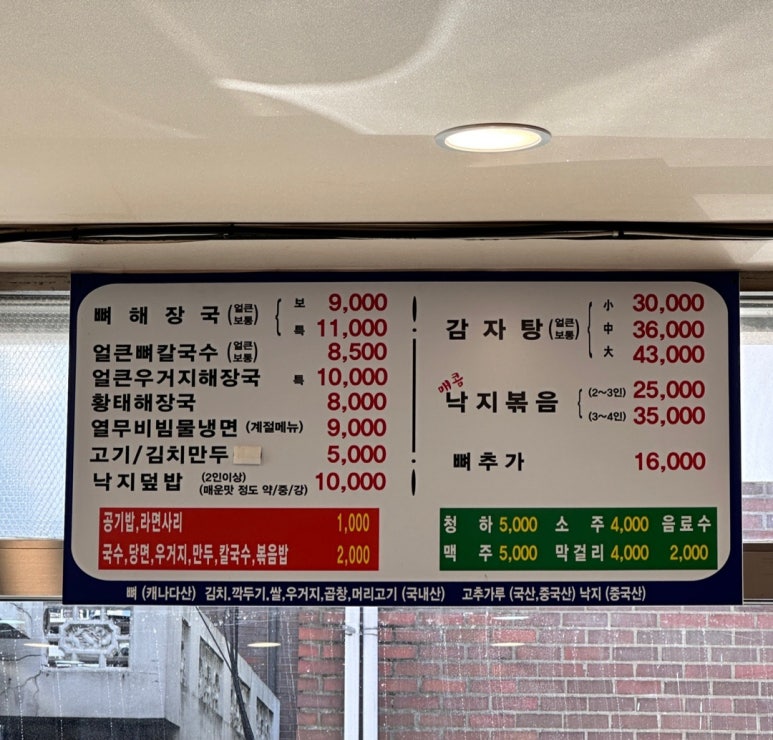 뼈해장국 (얼큰 보통) 보 9,000
특 11,000
얼큰뼈칼국수 (얼큰 보통) 8,500
얼큰우거지해장국 특 10,000
황태해장국 8,000
열무비빔물냉면 (계절메뉴) 9,000
고기/김치만두 5,000
낙지덮밥 (2인이상) (매운맛 정도 약/중/강) 10,000
공기밥,라면사리 1,000
국수,당면,우거지,만두,칼국수,볶음밥 2,000
감자탕 (얼큰 보통) 小 30,000
中 36,000
大 43,000
매콤
낙지볶음 (2~3인) 25,000
(3~4인) 35,000
뼈추가 16,000
청하 5,000 소주 4,000 음료수
맥주 5,000 막걸리 4,000 2,000
뼈 (캐나다산) 김치,깍두기,쌀,우거지,곱창,머리고기 (국내산) 고추가루 (국산,중국산) 낙지 (중국산)